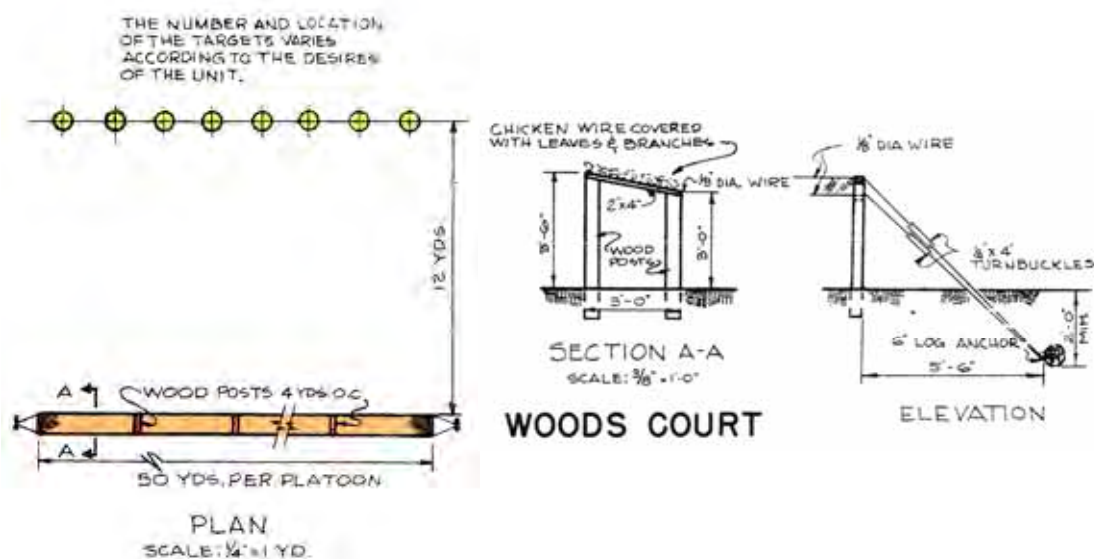 THE NUMBER AND LOCATION
OF THE TARGETS VARIES
ACCORDING TO THE DESIRES
OF THE UNIT.
12 YDS.
A
WOOD POSTS 4 YDS O.C.
A
50 YDS. PER PLATOON
PLAN
SCALE: 1/4"=1 YD.
CHICKEN WIRE COVERED
WITH LEAVES & BRANCHES
1/8" DIA. WIRE
2"x4"
3'-6"
WOOD
POSTS
3'-0"
3'-0"
SECTION A-A
SCALE: 3/8"=1'-0"
WOODS COURT
1/8" DIA WIRE
TURNBUCKLES
6" LOG ANCHOR
2'-0"
MIN.
5'-6"
ELEVATION